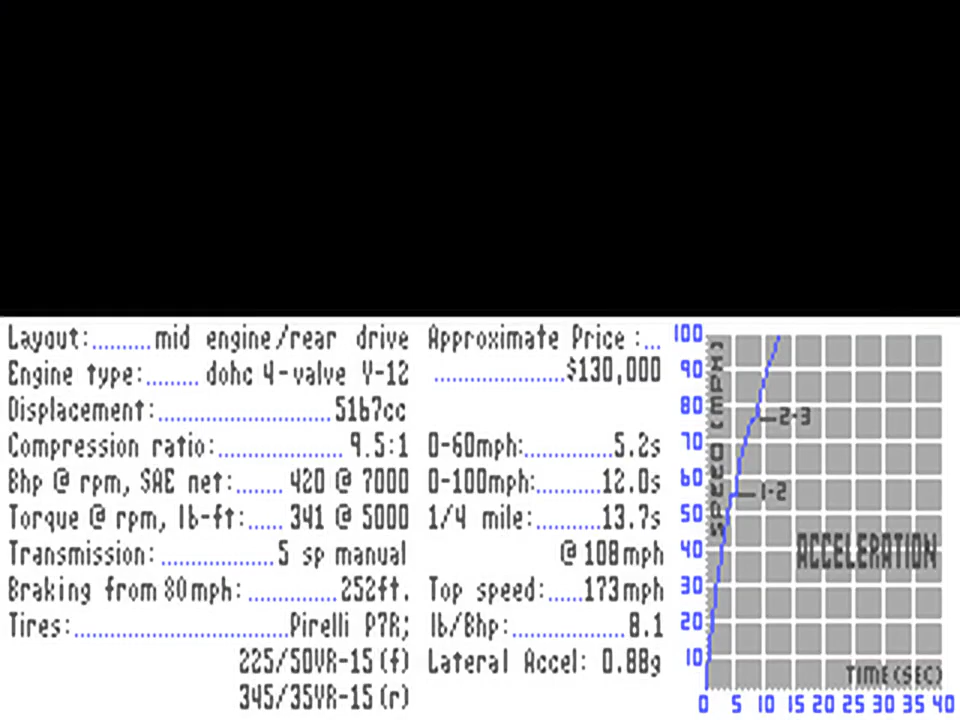 Layout:..........mid engine/rear drive
Engine type:......... dohc 4-valve V-12
Displacement:..............................5167cc
Compression ratio:...................... 9.5:1
Bhp @ rpm, SAE net:........ 420 @ 7000
Torque @ rpm, lb-ft:...... 341 @ 5000
Transmission:....................5 sp manual
Braking from 80mph:................252ft.
Tires:......................................Pirelli P7R;
225/50VR-15(f)
345/35VR-15(r)
Approximate Price :...
.......................$130,000
0-60mph:...............5.2s
0-100mph:...........12.0s
1/4 mile:...........13.7s
@ 108mph
Top speed:......173mph
lb/Bhp:.................... 8.1
Lateral Accel: 0.88g
100
90
80
70
60
50
40
30
20
10
SPEED (MPH)
2-3
1-2
ACCELERATION
TIME(SEC)
0 5 10 15 20 25 30 35 40